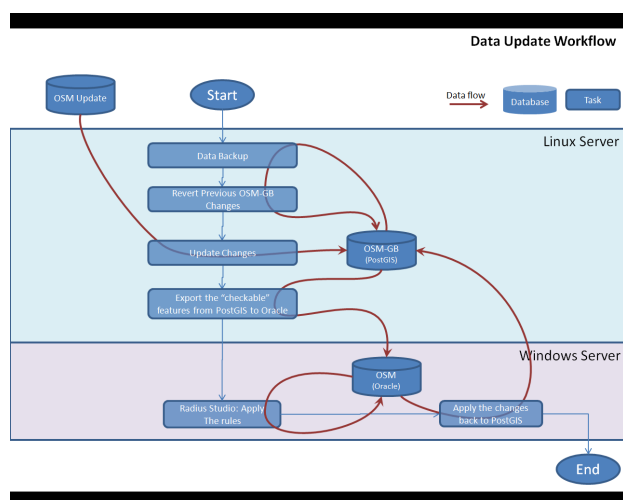 Data Update Workflow
OSM Update
Start
Data flow
Database
Task
Linux Server
Data Backup
Revert Previous OSM-GB
Changes
Update Changes
OSM-GB
(PostGIS)
Export the “checkable”
features from PostGIS to Oracle
Windows Server
OSM
(Oracle)
Radius Studio: Apply
The rules
Apply the changes
back to PostGIS
End